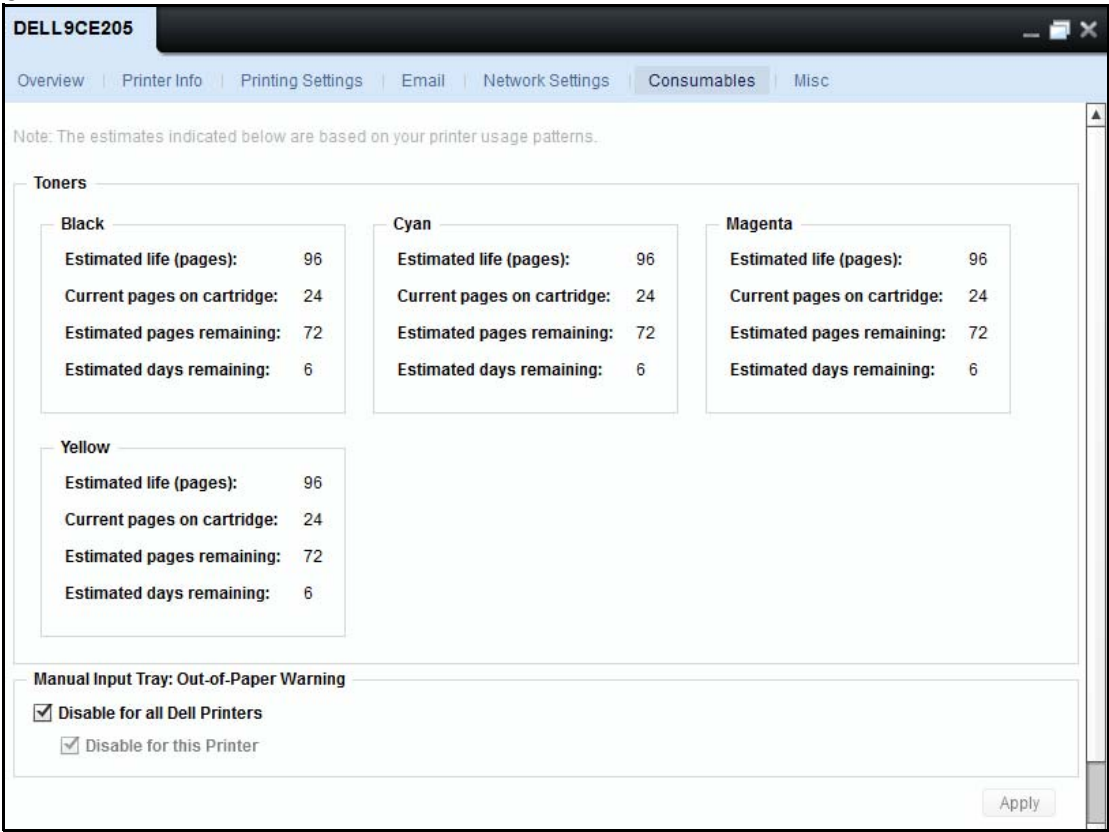 DELL9CE205
Overview | Printer Info | Printing Settings | Email | Network Settings | Consumables | Misc
Note: The estimates indicated below are based on your printer usage patterns.
Toners
Black
Estimated life (pages): 96
Current pages on cartridge: 24
Estimated pages remaining: 72
Estimated days remaining: 6
Cyan
Estimated life (pages): 96
Current pages on cartridge: 24
Estimated pages remaining: 72
Estimated days remaining: 6
Magenta
Estimated life (pages): 96
Current pages on cartridge: 24
Estimated pages remaining: 72
Estimated days remaining: 6
Yellow
Estimated life (pages): 96
Current pages on cartridge: 24
Estimated pages remaining: 72
Estimated days remaining: 6
Manual Input Tray: Out-of-Paper Warning
Disable for all Dell Printers
Disable for this Printer
Apply